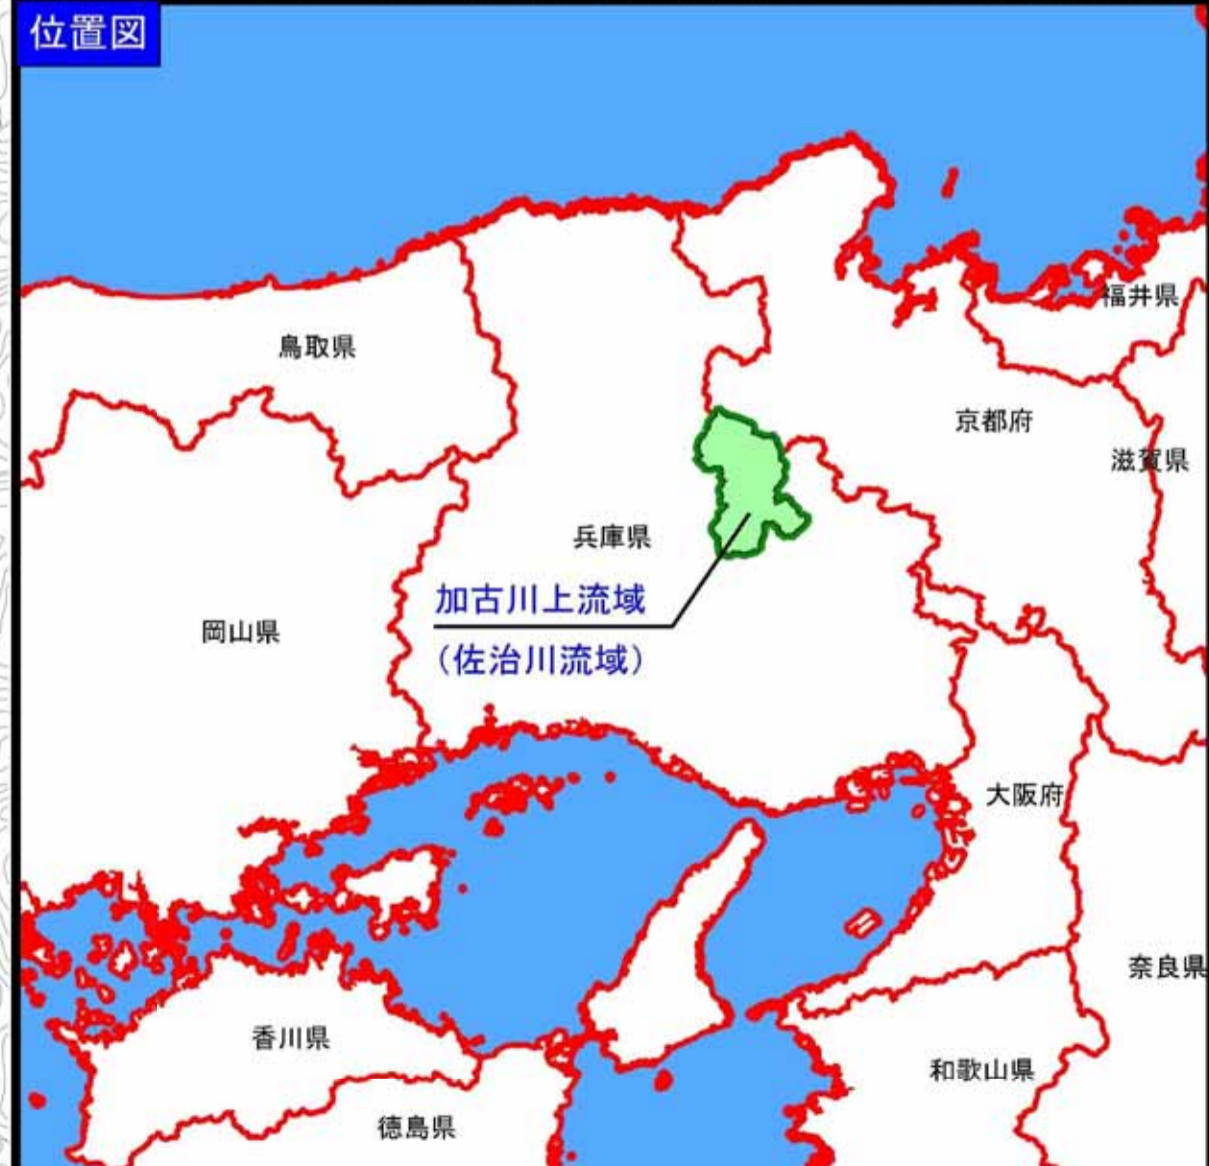 位置図
福井県
鳥取県
京都府
滋賀県
兵庫県
加古川上流域
（佐治川流域）
岡山県
大阪府
奈良県
香川県
和歌山県
徳島県